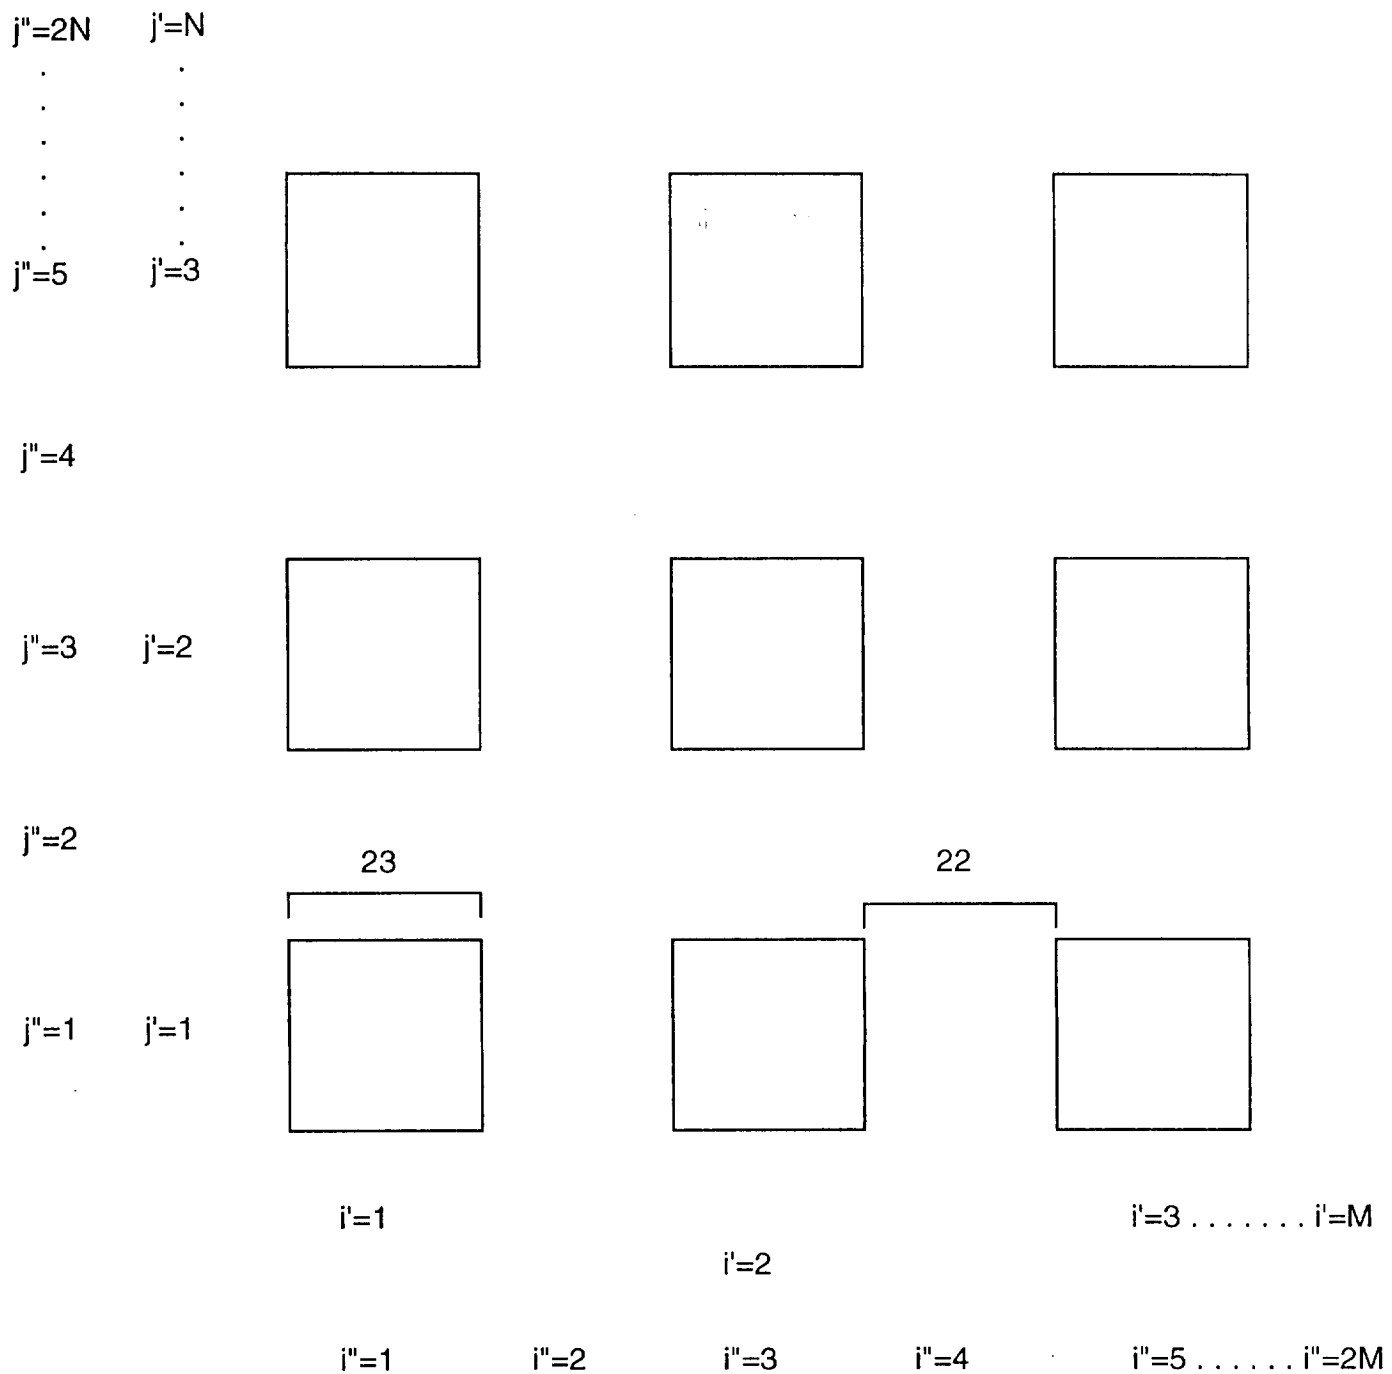 j"=2N j'=N
j"=5 j'=3
j"=4
j"=3 j'=2
j"=2
23 22
j"=1 j'=1
i'=1 i'=3 . . . . . . . i'=M
i'=2
i"=1 i"=2 i"=3 i"=4 i"=5 . . . . . . i"=2M